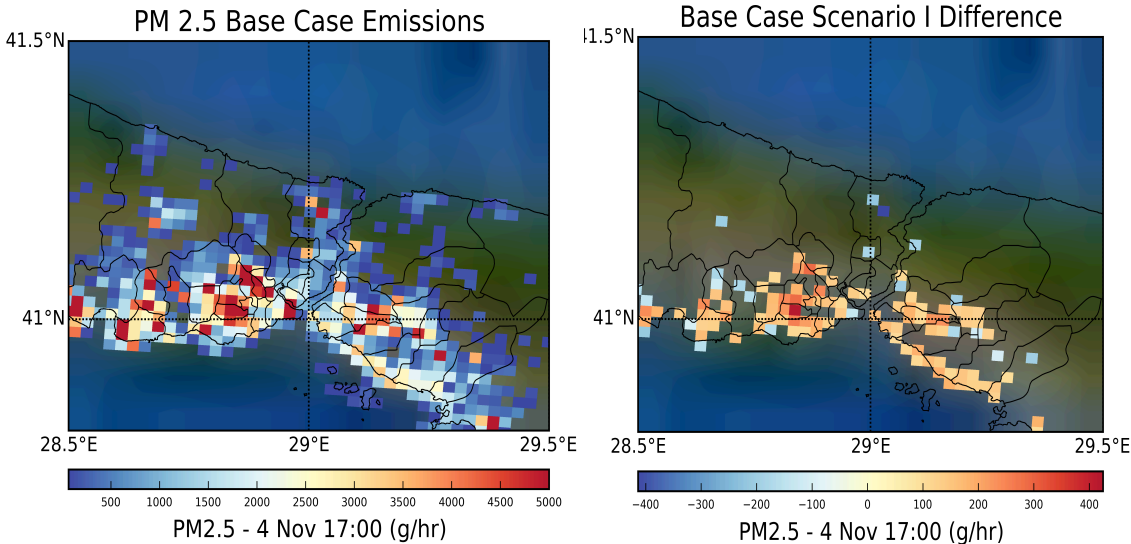 PM 2.5 Base Case Emissions
41.5°N
41°N
28.5°E 29°E 29.5°E
500 1000 1500 2000 2500 3000 3500 4000 4500 5000
PM2.5 - 4 Nov 17:00 (g/hr)
Base Case Scenario I Difference
41.5°N
41°N
28.5°E 29°E 29.5°E
−400 −300 −200 −100 0 100 200 300 400
PM2.5 - 4 Nov 17:00 (g/hr)